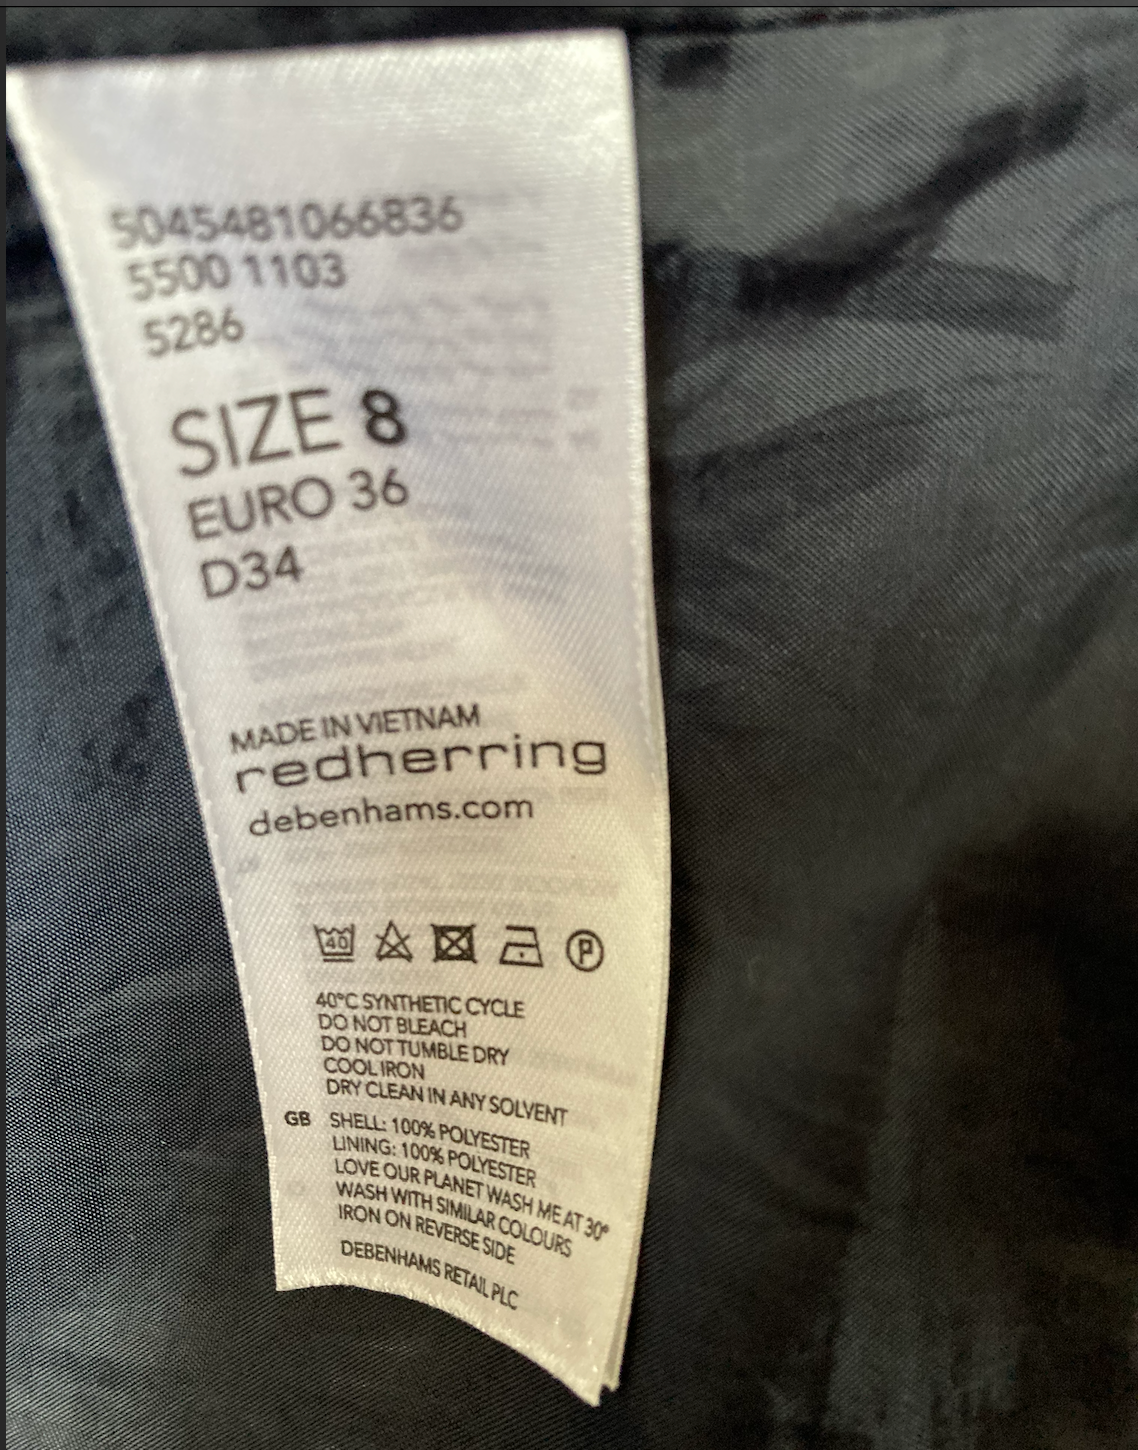 5045481066836
5500 1103
5286
SIZE 8
EURO 36
D34
MADE IN VIETNAM
redherring
debenhams.com
40 P
40°C SYNTHETIC CYCLE
DO NOT BLEACH
DO NOT TUMBLE DRY
COOL IRON
DRY CLEAN IN ANY SOLVENT
GB SHELL: 100% POLYESTER
LINING: 100% POLYESTER
LOVE OUR PLANET WASH ME AT 30°
WASH WITH SIMILAR COLOURS
IRON ON REVERSE SIDE
DEBENHAMS RETAIL PLC